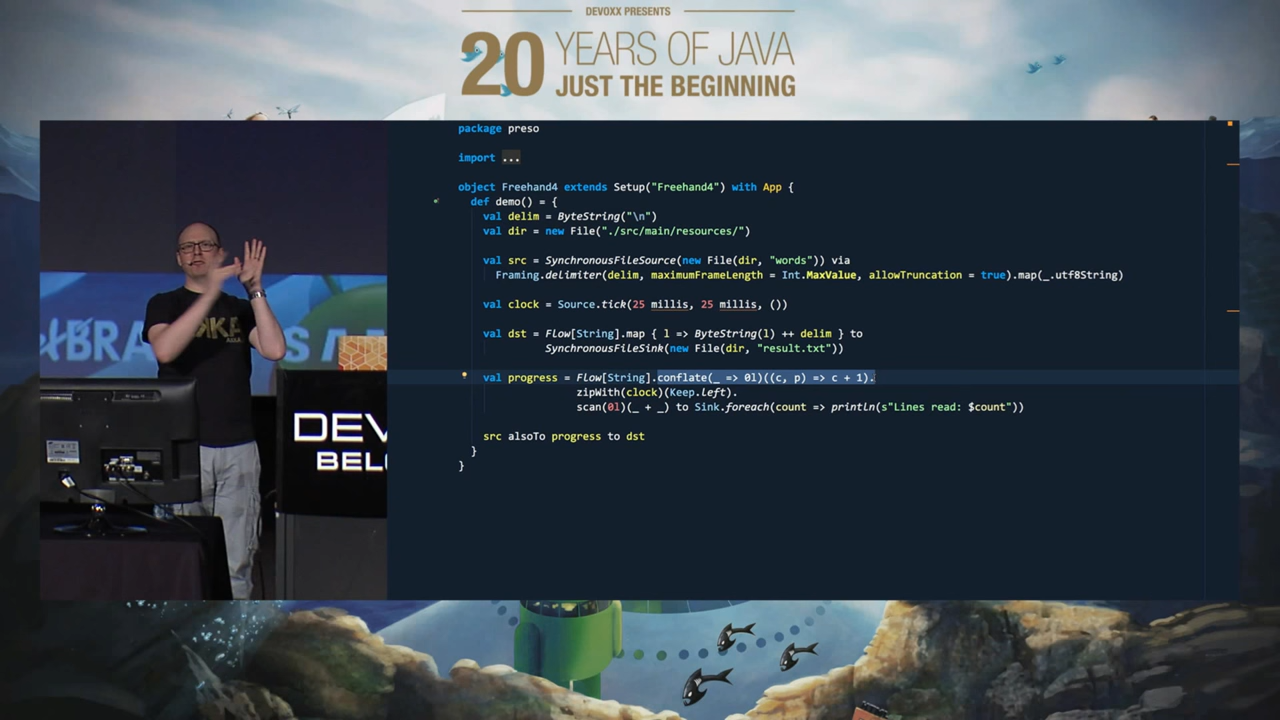 DEVOXX PRESENTS
20 YEARS OF JAVA
JUST THE BEGINNING
package preso
import ...
object Freehand4 extends Setup("Freehand4") with App {
def demo() = {
val delim = ByteString("\n")
val dir = new File("./src/main/resources/")
val src = SynchronousFileSource(new File(dir, "words")) via
Framing.delimiter(delim, maximumFrameLength = Int.MaxValue, allowTruncation = true).map(_.utf8String)
val clock = Source.tick(25 millis, 25 millis, ())
val dst = Flow[String].map { l => ByteString(l) ++ delim } to
SynchronousFileSink(new File(dir, "result.txt"))
val progress = Flow[String].conflate(_ => 0l)((c, p) => c + 1).
zipWith(clock)(Keep.left).
scan(0l)(_ + _) to Sink.foreach(count => println(s"Lines read: $count"))
src alsoTo progress to dst
}
}
DEV
BEL